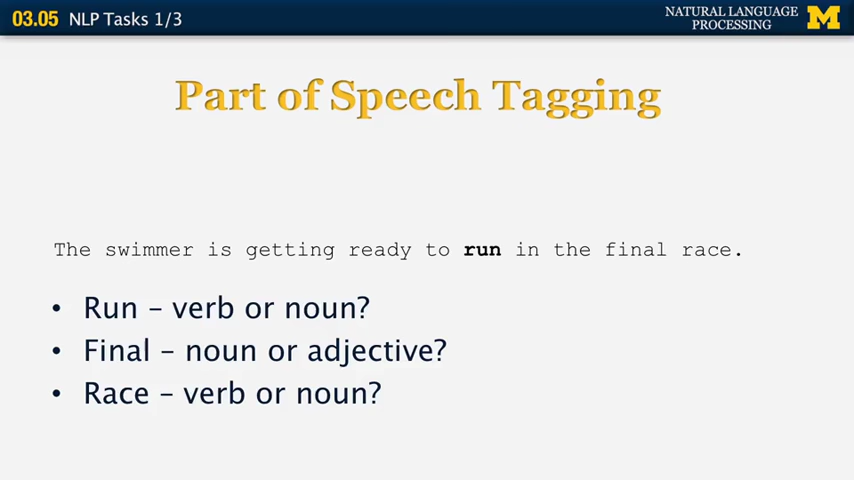 03.05 NLP Tasks 1/3
NATURAL LANGUAGE
PROCESSING
M
Part of Speech Tagging
The swimmer is getting ready to run in the final race.
• Run – verb or noun?
• Final – noun or adjective?
• Race – verb or noun?